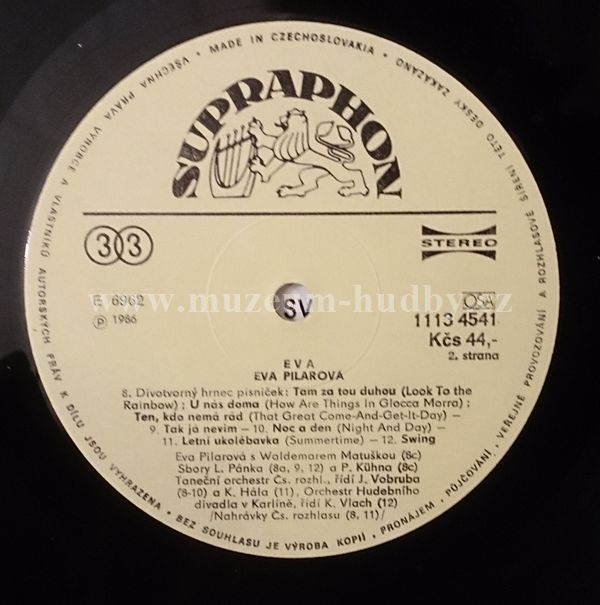 VŠECHNA PRÁVA VÝROBCE A VLASTNÍKŮ AUTORSKÝCH PRÁV K DÍLU JSOU VYHRAZENA • BEZ SOUHLASU JE VÝROBA KOPIÍ, PRONÁJEM, PŮJČOVÁNÍ, VEŘEJNÉ PROVOZOVÁNÍ A ROZHLASOVÉ ŠÍŘENÍ TÉTO DESKY ZAKÁZÁNO • MADE IN CZECHOSLOVAKIA •
SUPRAPHON
33
STEREO
E 6962
℗ 1986
www.muzeum-hudby.cz
SV
OSA
1113 4541
Kčs 44,-
2. strana
EVA
EVA PILAROVÁ
8. Divotvorný hrnec písniček: Tam za tou duhou (Look To the
Rainbow) ; U nás doma (How Are Things In Glocca Morra) ;
Ten, kdo nemá rád (That Great Come-And-Get-It-Day) —
9. Tak já nevím — 10. Noc a den (Night And Day) —
11. Letní ukolébavka (Summertime) — 12. Swing
Eva Pilarová s Waldemarem Matuškou (8c)
Sbory L. Pánka (8a, 9, 12) a P. Kühna (8c)
Taneční orchestr Čs. rozhl., řídí J. Vobruba
(8-10) a K. Hála (11), Orchestr Hudebního
divadla v Karlíně, řídí K. Vlach (12)
/Nahrávky Čs. rozhlasu (8, 11)/